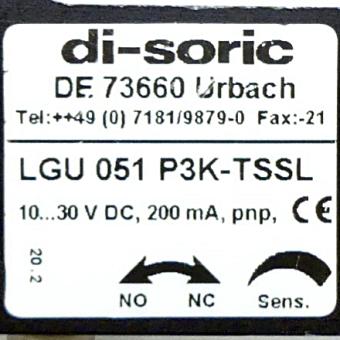 di-soric
DE 73660 Urbach
Tel:++49 (0) 7181/9879-0 Fax:-21
LGU 051 P3K-TSSL
10...30 V DC, 200 mA, pnp, CE
20.2
NO NC Sens.